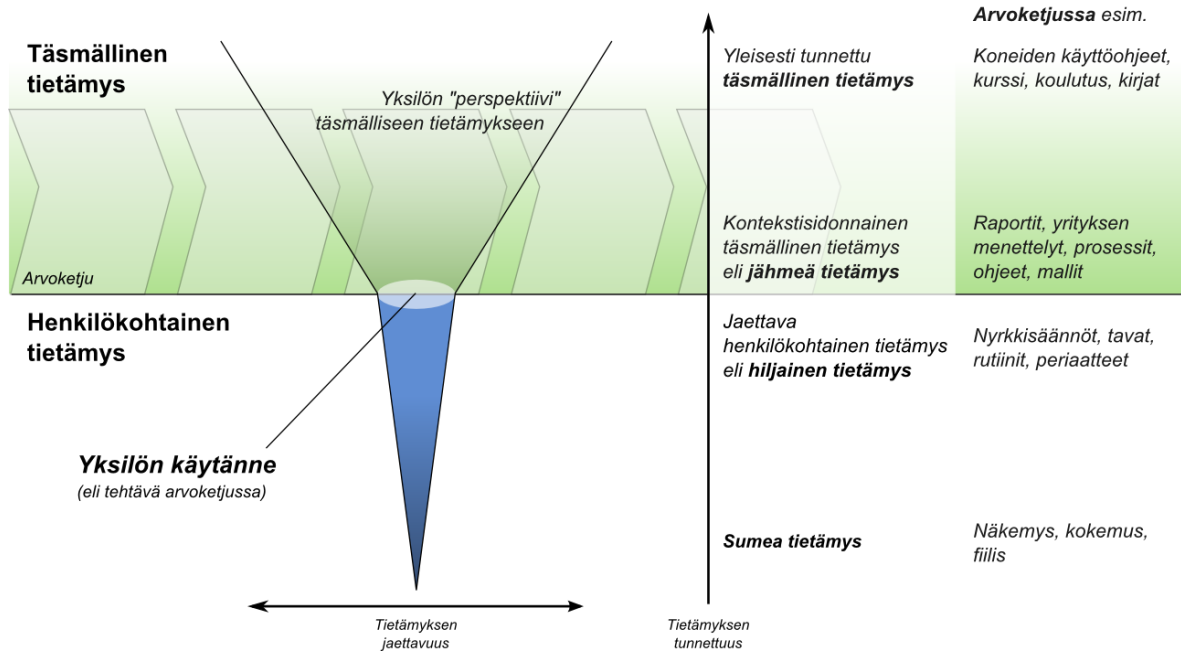 Arvoketjussa esim.
Täsmällinen
tietämys
Yksilön "perspektiivi"
täsmälliseen tietämykseen
Yleisesti tunnettu
täsmällinen tietämys
Koneiden käyttöohjeet,
kurssi, koulutus, kirjat
Kontekstisidonnainen
täsmällinen tietämys
eli jähmeä tietämys
Raportit, yrityksen
menettelyt, prosessit,
ohjeet, mallit
Arvoketju
Henkilökohtainen
tietämys
Jaettava
henkilökohtainen tietämys
eli hiljainen tietämys
Nyrkkisäännöt, tavat,
rutiinit, periaatteet
Yksilön käytänne
(eli tehtävä arvoketjussa)
Sumea tietämys
Näkemys, kokemus,
fiilis
Tietämyksen
jaettavuus
Tietämyksen
tunnettuus